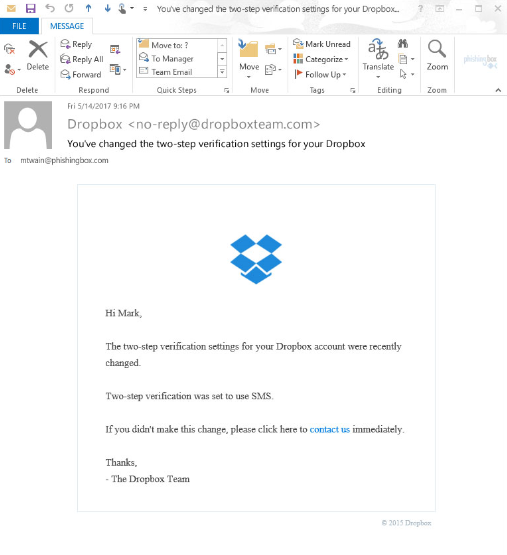 You've changed the two-step verification settings for your Dropbox...
FILE
MESSAGE
Delete
Reply
Reply All
Forward
Move to: ?
To Manager
Team Email
Move
Mark Unread
Categorize
Follow Up
Translate
Zoom
phishingbox
Delete
Respond
Quick Steps
Move
Tags
Editing
Zoom
Fri 5/14/2017 9:16 PM
Dropbox <no-reply@dropboxteam.com>
You've changed the two-step verification settings for your Dropbox
To mtwain@phishingbox.com
Hi Mark,
The two-step verification settings for your Dropbox account were recently
changed.
Two-step verification was set to use SMS.
If you didn't make this change, please click here to contact us immediately.
Thanks,
- The Dropbox Team
© 2015 Dropbox